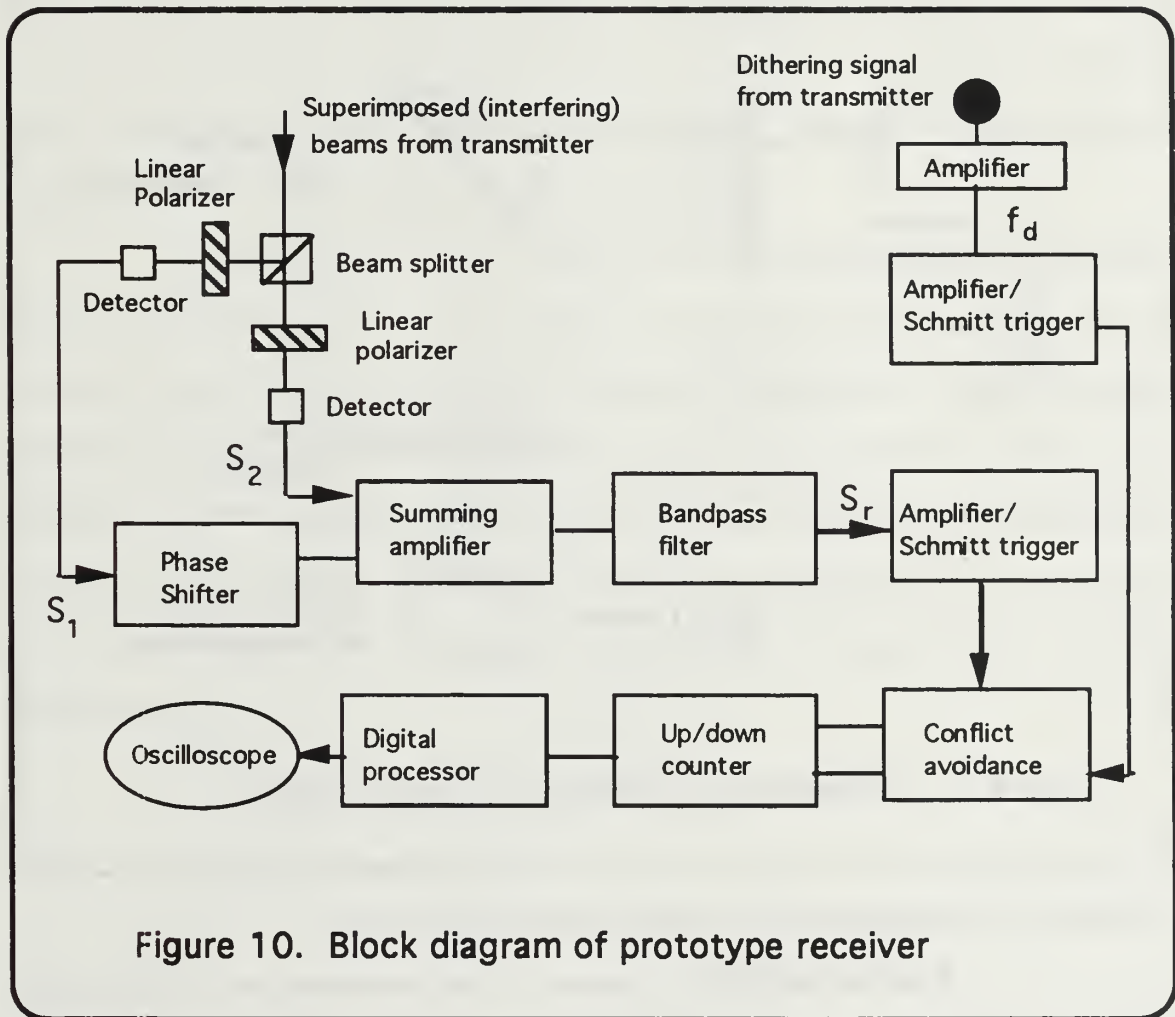 Dithering signal
from transmitter
Superimposed (interfering)
beams from transmitter
Linear
Polarizer
Amplifier
f_d
Beam splitter
Detector
Amplifier/
Schmitt trigger
Linear
polarizer
Detector
S_2
Summing
amplifier
Bandpass
filter
S_r
Amplifier/
Schmitt trigger
Phase
Shifter
S_1
Oscilloscope
Digital
processor
Up/down
counter
Conflict
avoidance
Figure 10. Block diagram of prototype receiver